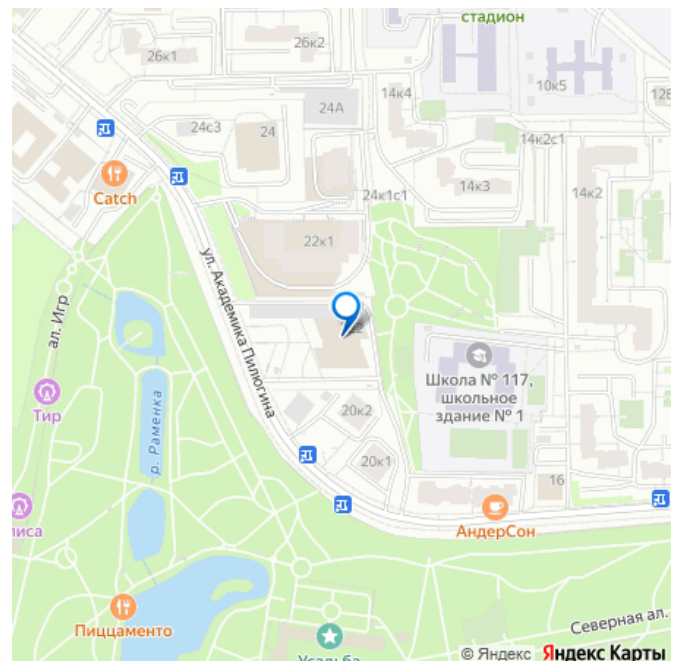 стадион
26к2
26к1
14к4
10к5
24А
24с3
24
14к2с1
14к3
24к1с1
14к2
Catch
22к1
ул. Академика Пилюгина
ал. Игр
Школа № 117,
школьное
здание № 1
Тир
р. Раменка
20к2
20к1
16
АндерСон
лиса
Пиццаменто
Северная ал.
Усадьба
© Яндекс Яндекс Карты